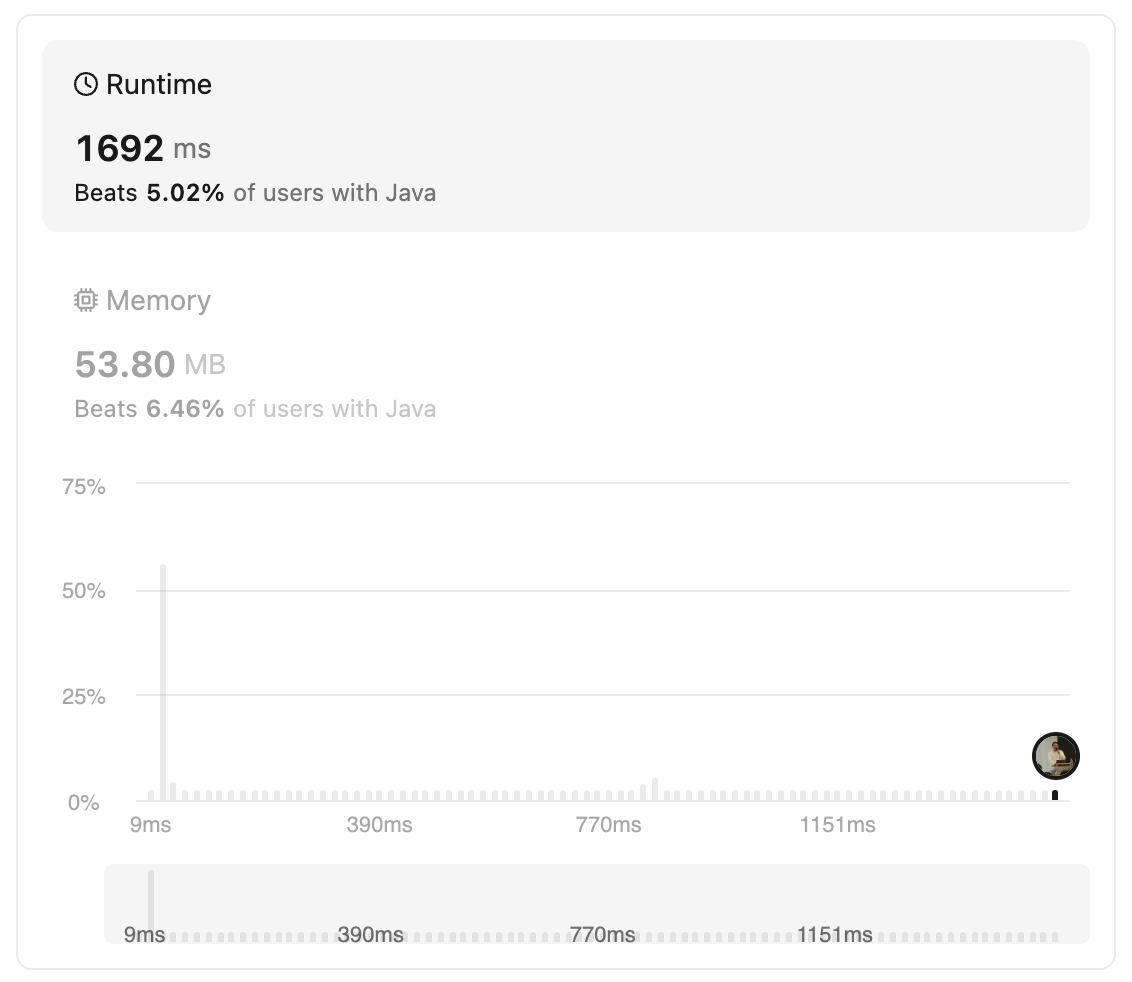 Runtime
1692 ms
Beats 5.02% of users with Java
Memory
53.80 MB
Beats 6.46% of users with Java
75%
50%
25%
0%
9ms 390ms 770ms 1151ms
9ms 390ms 770ms 1151ms